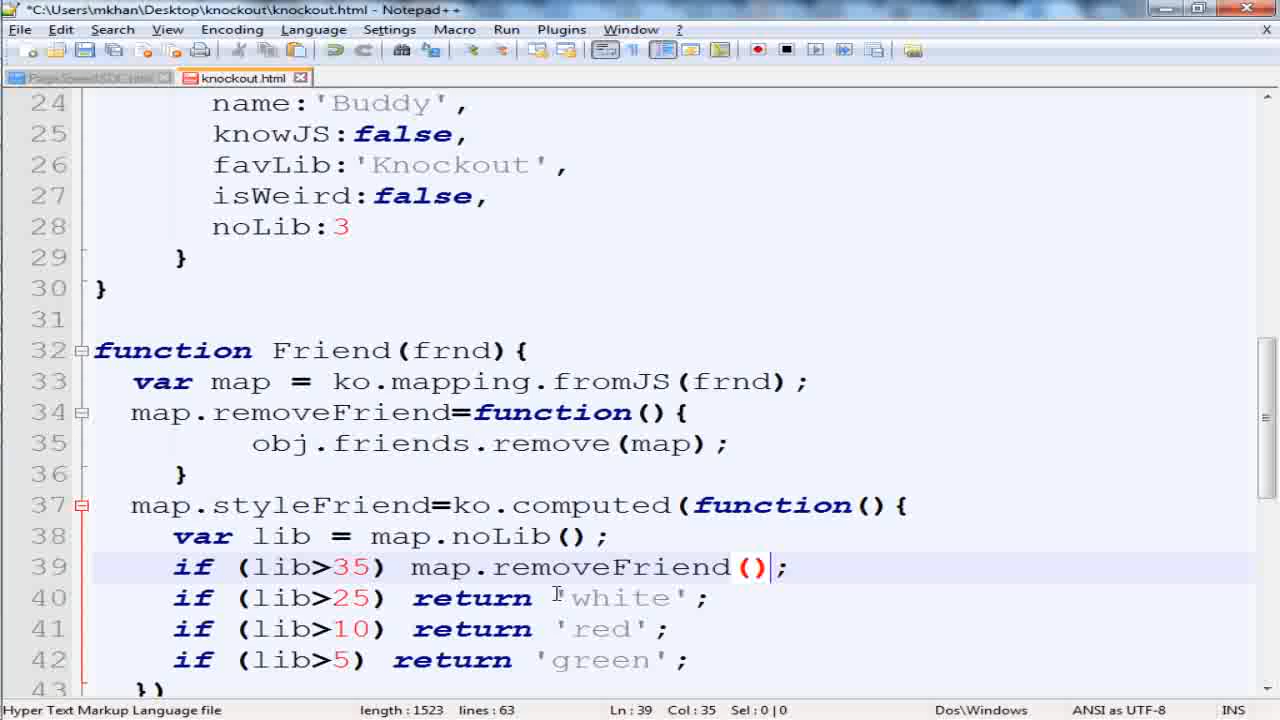 *C:\Users\mkhan\Desktop\knockout\knockout.html - Notepad++
File Edit Search View Encoding Language Settings Macro Run Plugins Window ? X
knockout.html
24 name:'Buddy',
25 knowJS:false,
26 favLib:'Knockout',
27 isWeird:false,
28 noLib:3
29 }
30 }
31
32 function Friend(frnd){
33 var map = ko.mapping.fromJS(frnd);
34 map.removeFriend=function(){
35 obj.friends.remove(map);
36 }
37 map.styleFriend=ko.computed(function(){
38 var lib = map.noLib();
39 if (lib>35) map.removeFriend();
40 if (lib>25) return 'white';
41 if (lib>10) return 'red';
42 if (lib>5) return 'green';
43 })
Hyper Text Markup Language file length : 1523 lines : 63 Ln : 39 Col : 35 Sel : 0 | 0 Dos\Windows ANSI as UTF-8 INS